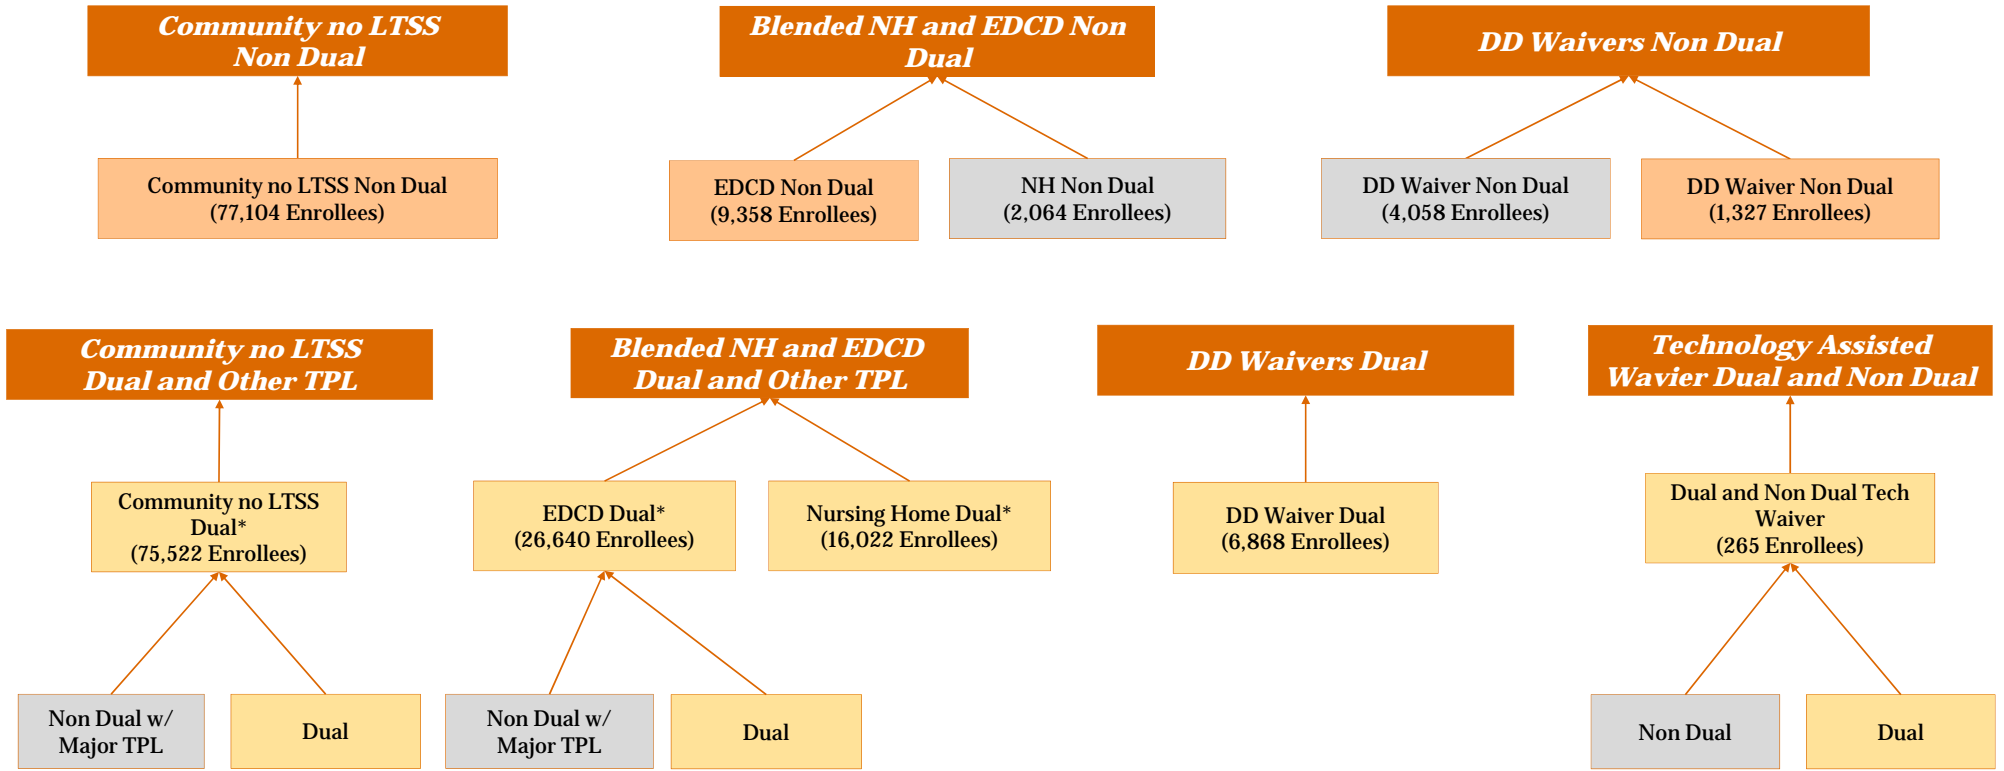 Community no LTSS
Non Dual
Blended NH and EDCD Non
Dual
DD Waivers Non Dual
Community no LTSS Non Dual
(77,104 Enrollees)
EDCD Non Dual
(9,358 Enrollees)
NH Non Dual
(2,064 Enrollees)
DD Waiver Non Dual
(4,058 Enrollees)
DD Waiver Non Dual
(1,327 Enrollees)
Community no LTSS
Dual and Other TPL
Blended NH and EDCD
Dual and Other TPL
DD Waivers Dual
Technology Assisted
Wavier Dual and Non Dual
Community no LTSS
Dual*
(75,522 Enrollees)
EDCD Dual*
(26,640 Enrollees)
Nursing Home Dual*
(16,022 Enrollees)
DD Waiver Dual
(6,868 Enrollees)
Dual and Non Dual Tech
Waiver
(265 Enrollees)
Non Dual w/
Major TPL
Dual
Non Dual w/
Major TPL
Dual
Non Dual
Dual